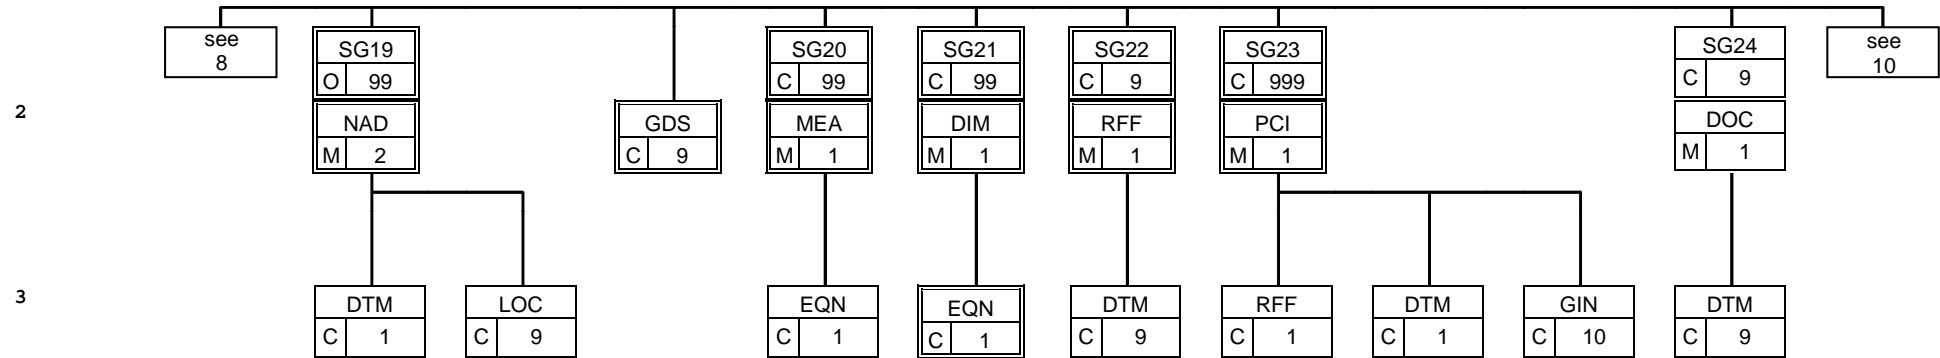 see
8
SG19
O 99
SG20
C 99
SG21
C 99
SG22
C 9
SG23
C 999
SG24
C 9
see
10
2
NAD
M 2
GDS
C 9
MEA
M 1
DIM
M 1
RFF
M 1
PCI
M 1
DOC
M 1
3
DTM
C 1
LOC
C 9
EQN
C 1
EQN
C 1
DTM
C 9
RFF
C 1
DTM
C 1
GIN
C 10
DTM
C 9